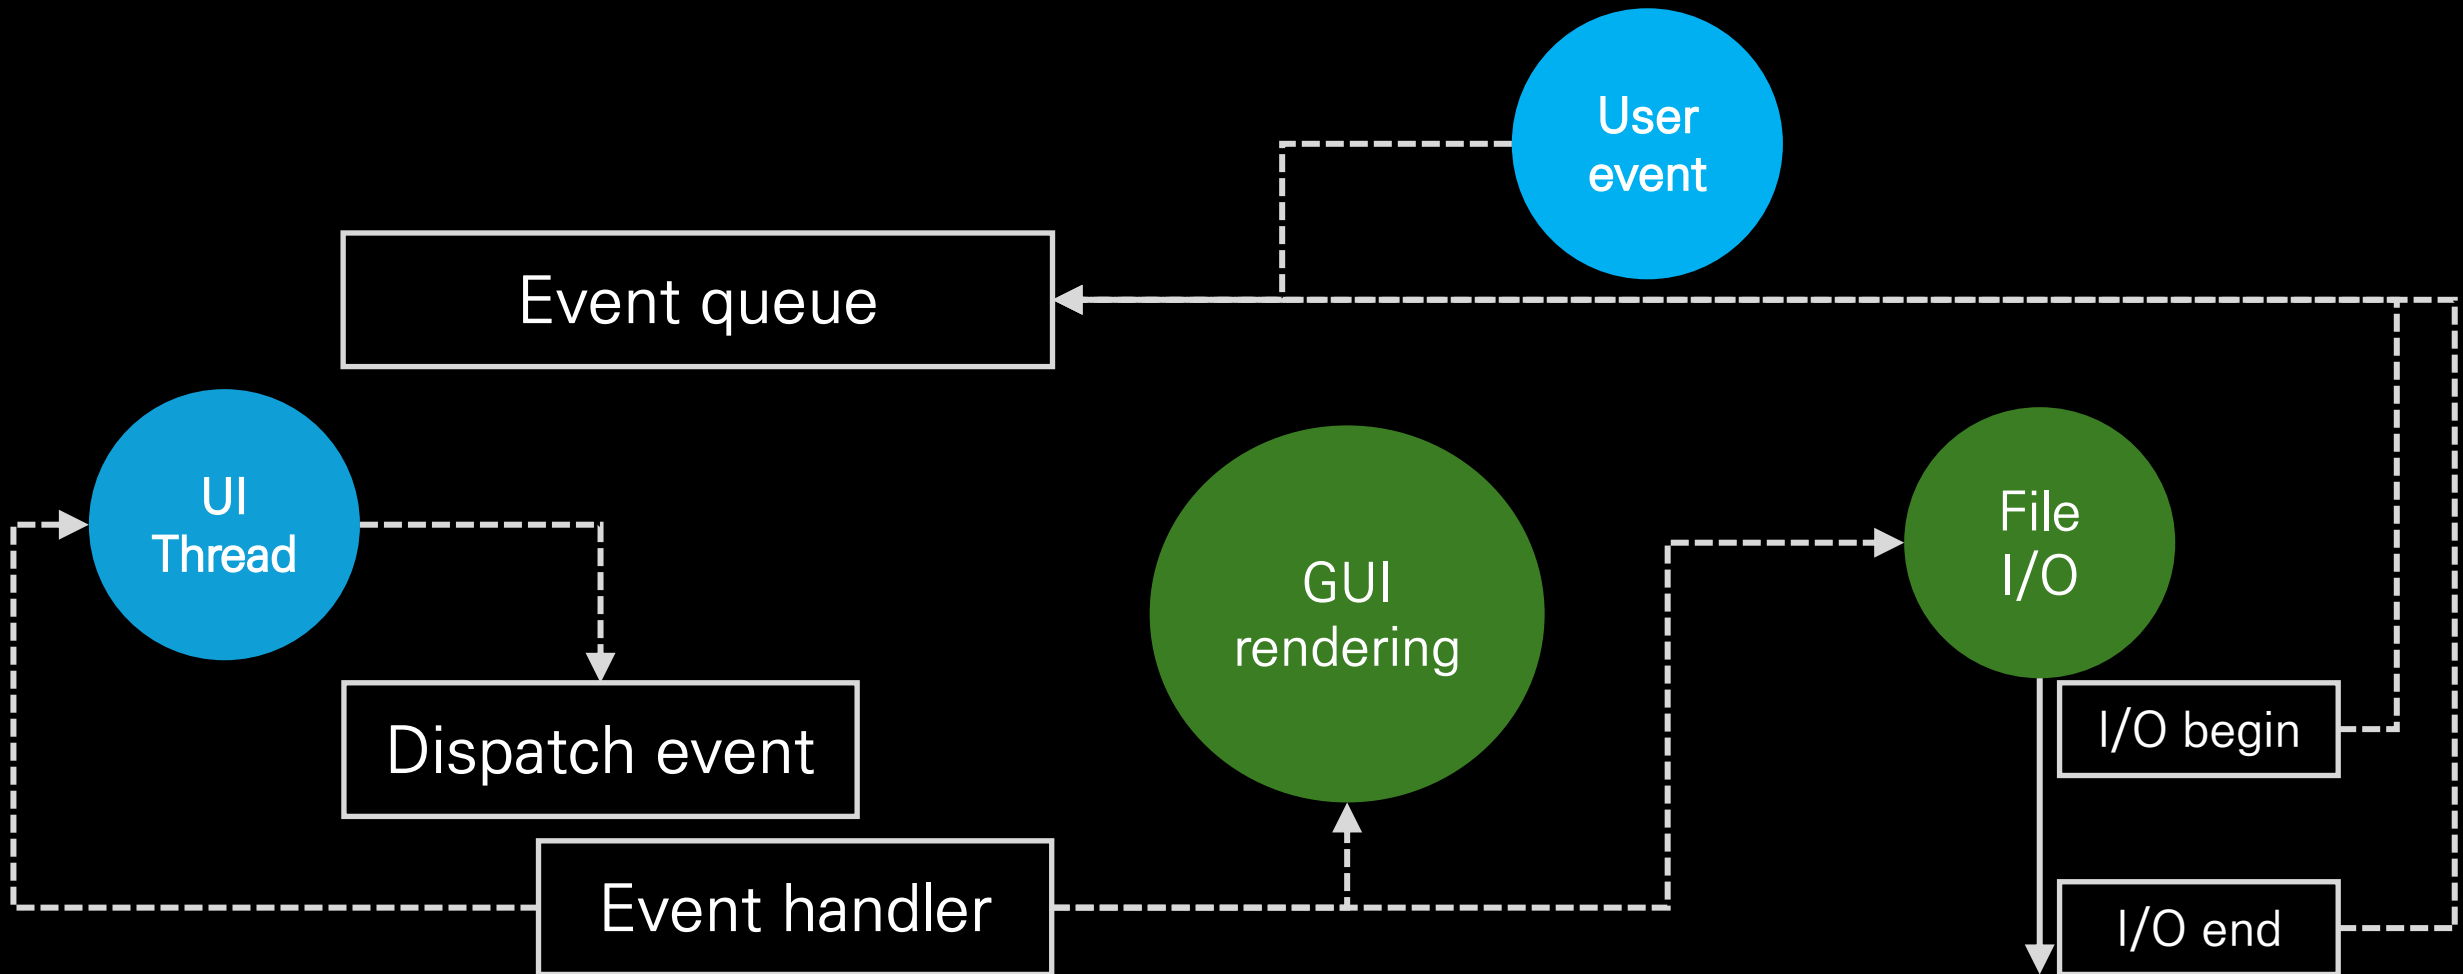 User
event
Event queue
UI
Thread
GUI
rendering
File
I/O
Dispatch event
I/O begin
Event handler
I/O end